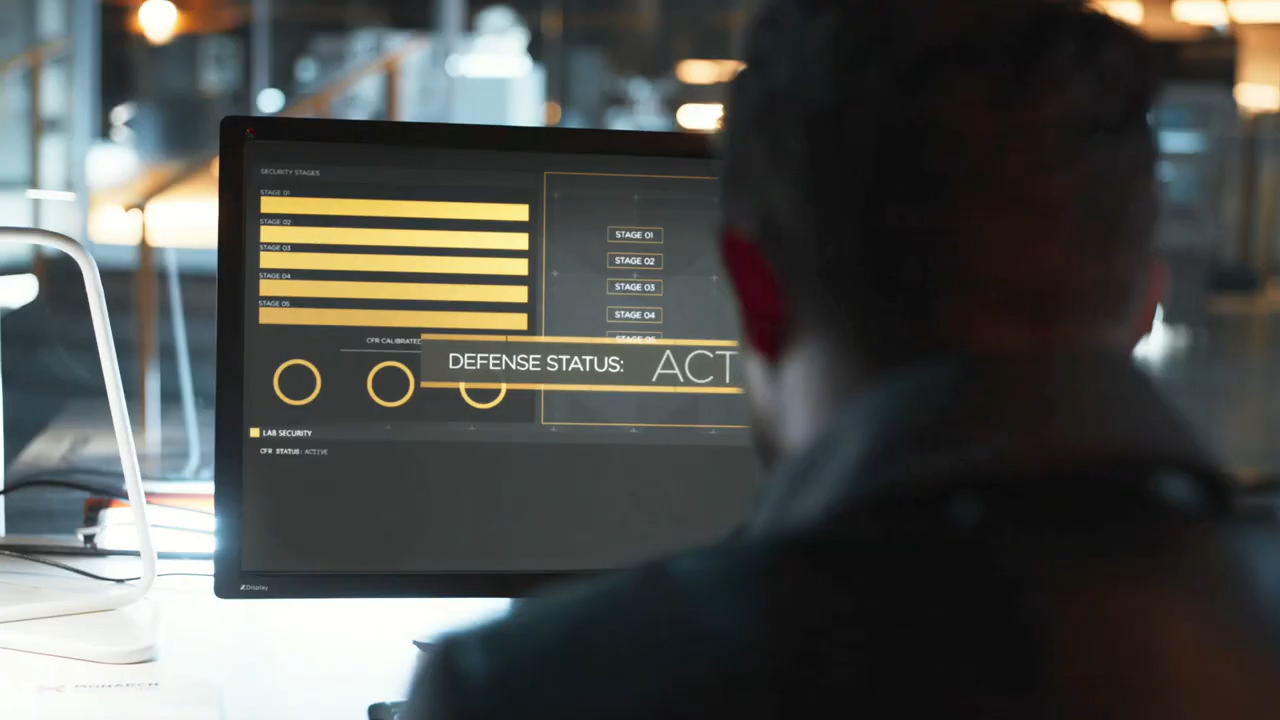 SECURITY STAGES
STAGE 01
STAGE 02
STAGE 03
STAGE 04
STAGE 05
STAGE 01
STAGE 02
STAGE 03
STAGE 04
CFR CALIBRATED
DEFENSE STATUS: ACT
LAB SECURITY
CFR STATUS: ACTIVE
ZDisplay
MONARCH